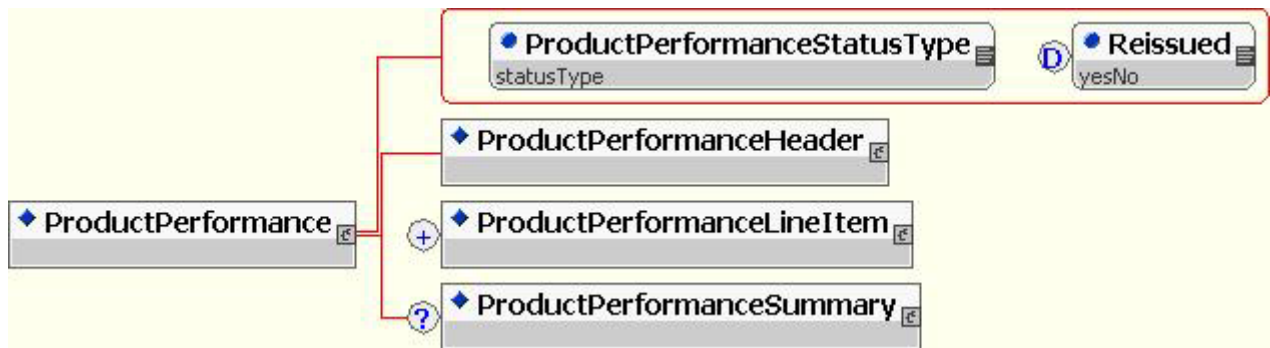 ProductPerformanceStatusType
statusType
D
Reissued
yesNo
ProductPerformanceHeader
ProductPerformance
+
ProductPerformanceLineItem
?
ProductPerformanceSummary